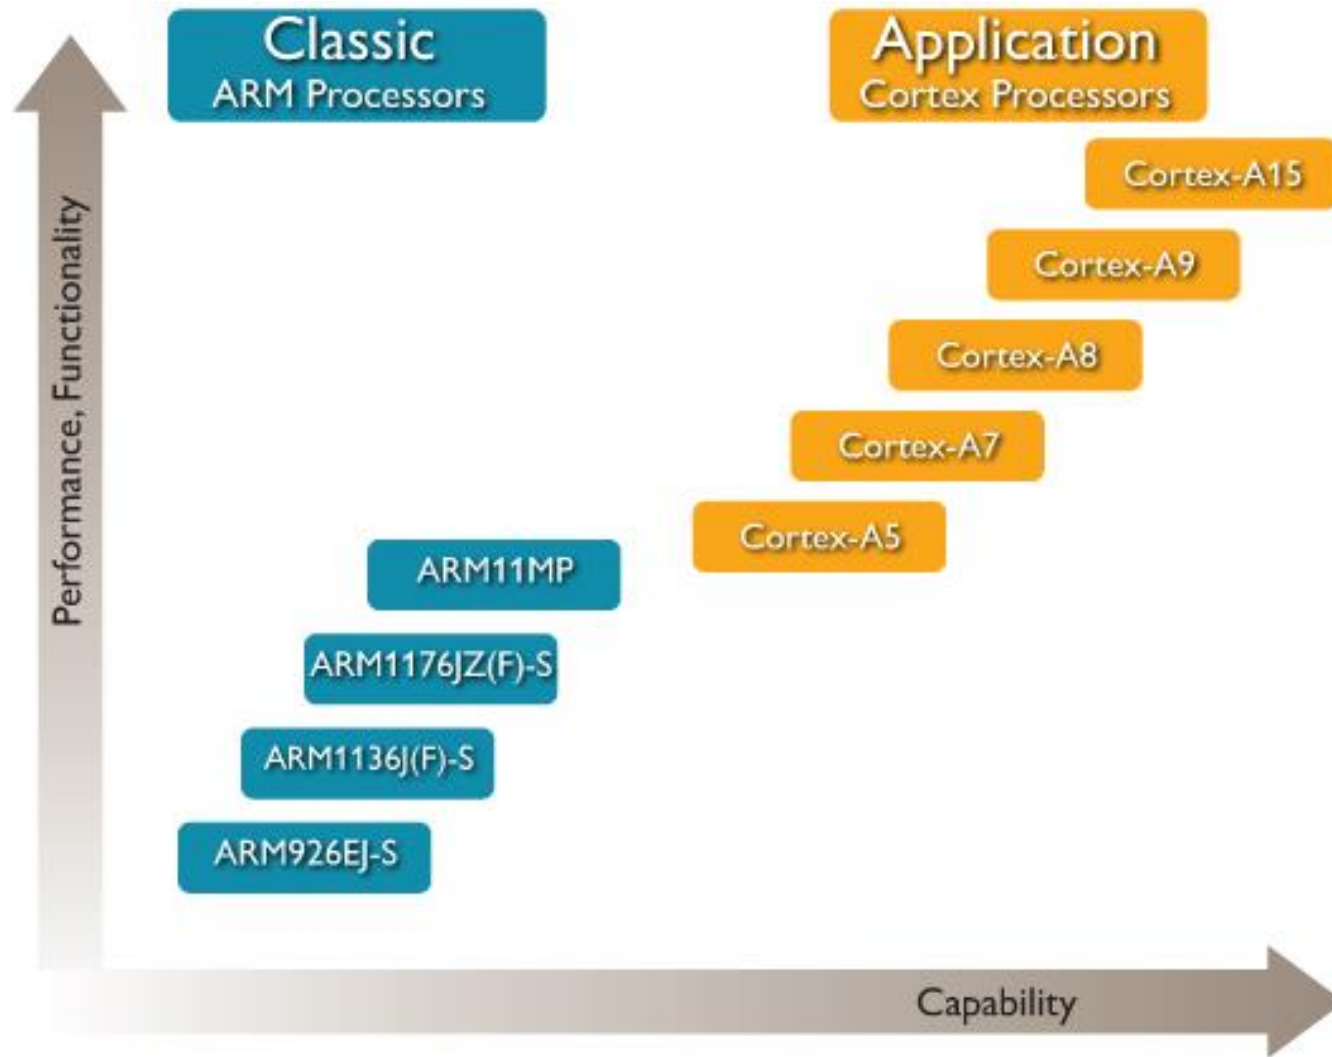 Classic
ARM Processors
Application
Cortex Processors
Cortex-A15
Cortex-A9
Cortex-A8
Cortex-A7
Cortex-A5
ARM11MP
ARM1176JZ(F)-S
ARM1136J(F)-S
ARM926EJ-S
Performance, Functionality
Capability